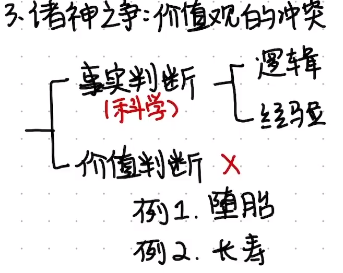 3.诸神之争:价值观的冲突
事实判断
(科学)
逻辑
经验
价值判断 X
例1.堕胎
例2.长寿